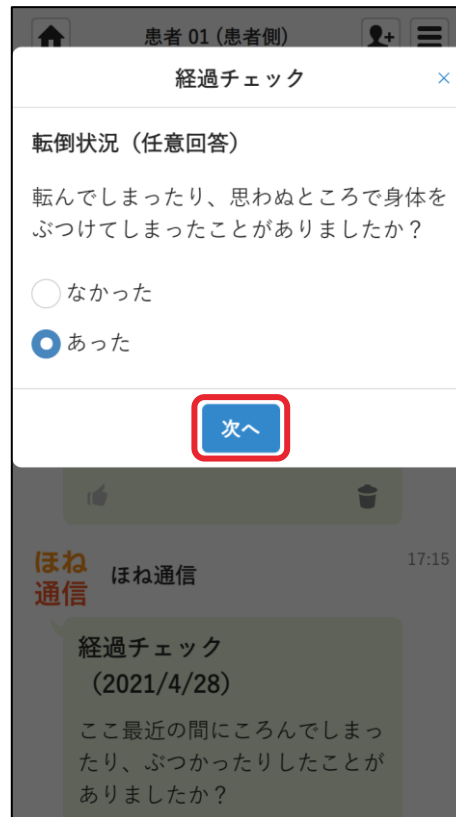 患者 01 (患者側)
経過チェック
×
転倒状況（任意回答）
転んでしまったり、思わぬところで身体を
ぶつけてしまったことがありましたか？
なかった
あった
次へ
ほね
通信
ほね通信
17:15
経過チェック
（2021/4/28）
ここ最近の間にころんでしまっ
たり、ぶつかったりしたことが
ありましたか？